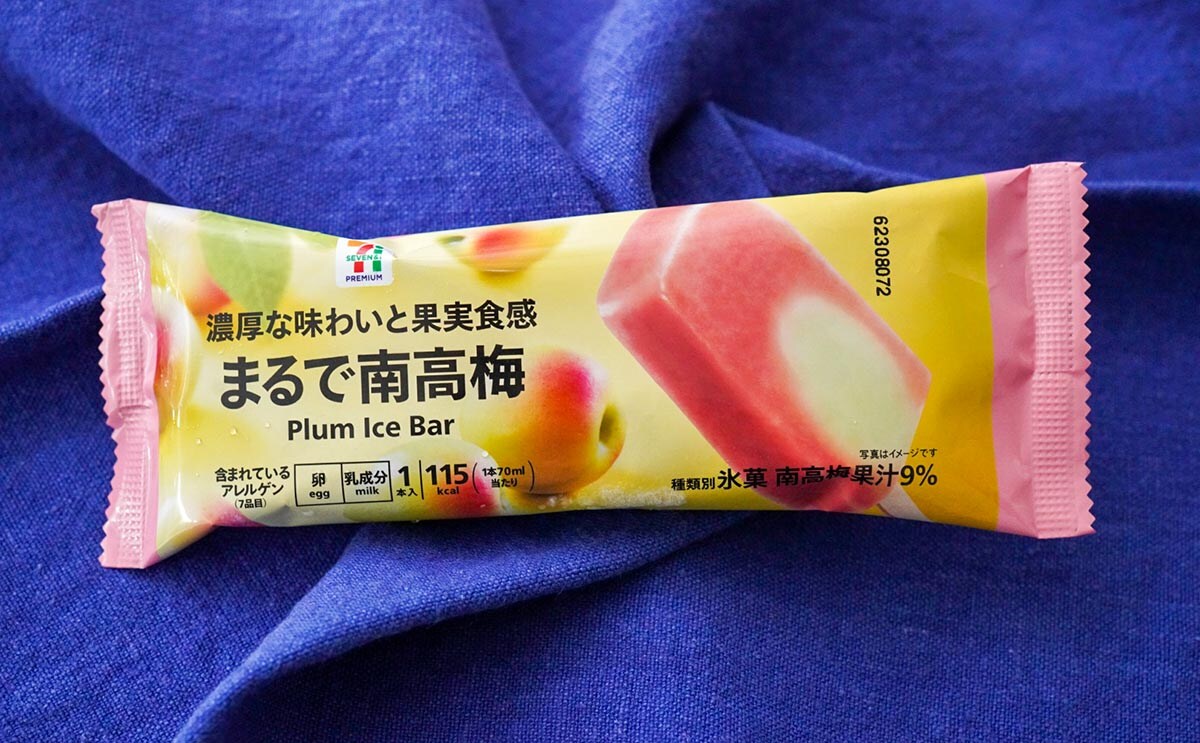 SEVEN&i
PREMIUM
濃厚な味わいと果実食感
まるで南高梅
Plum Ice Bar
含まれている
アレルゲン
(7品目)
卵
egg
乳成分
milk
1
本入
115
kcal
(1本70ml
当たり)
62308072
写真はイメージです
種類別氷菓 南高梅果汁9%